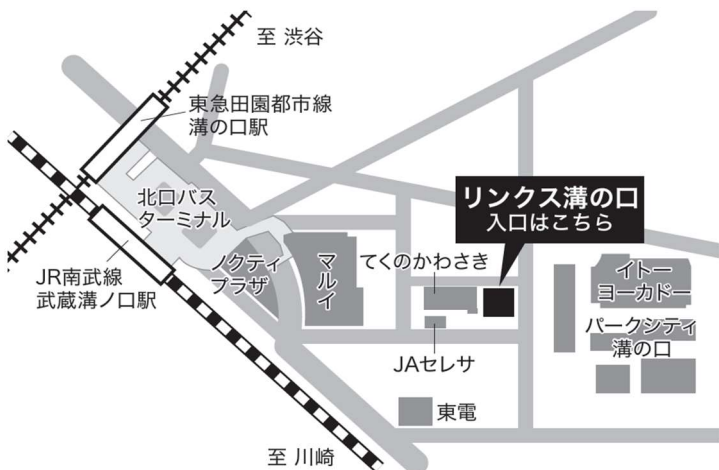 至 渋谷
東急田園都市線
溝の口駅
北口バス
ターミナル
リンクス溝の口
入口はこちら
JR南武線
武蔵溝ノ口駅
ノクティ
プラザ
マルイ
てくのかわさき
イトー
ヨーカドー
パークシティ
溝の口
JAセレサ
東電
至 川崎